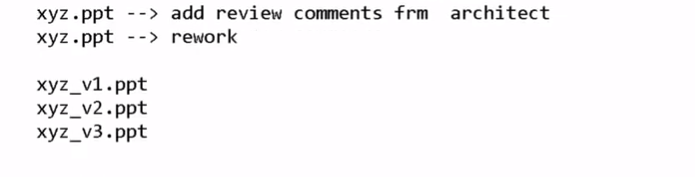 xyz.ppt --> add review comments frm  architect
xyz.ppt --> rework
xyz_v1.ppt
xyz_v2.ppt
xyz_v3.ppt